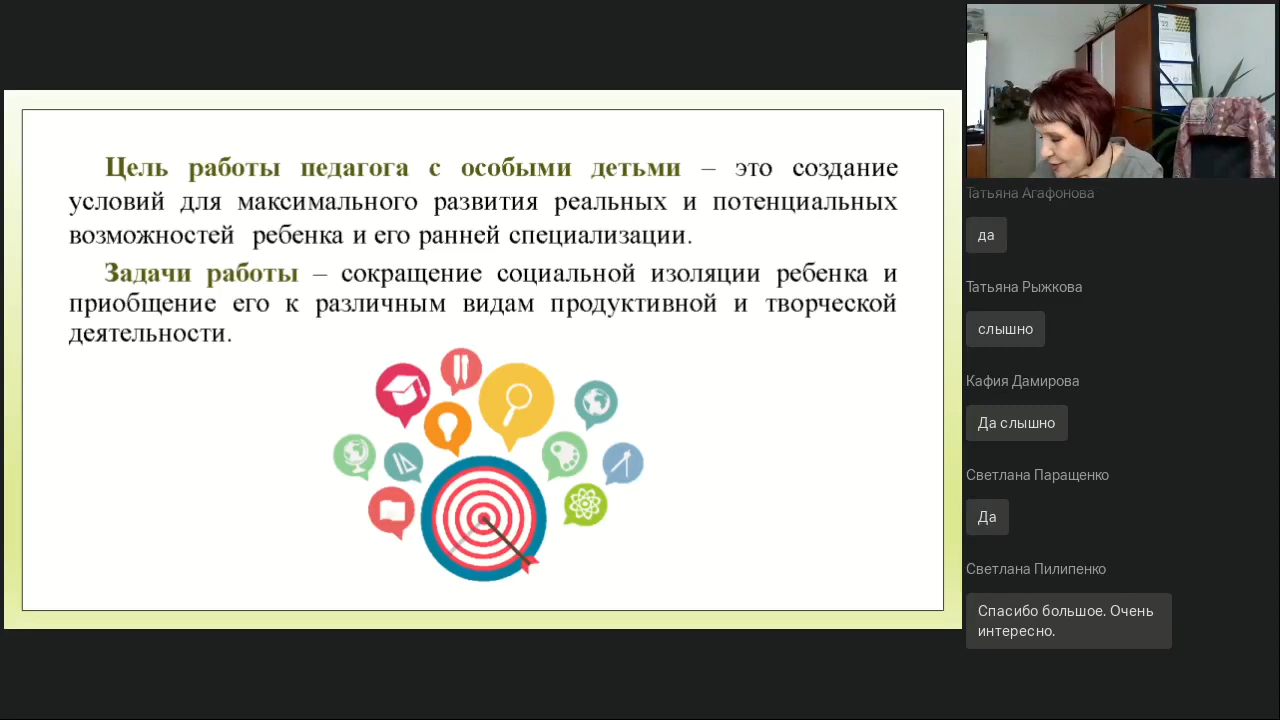 Цель работы педагога с особыми детьми – это создание
условий для максимального развития реальных и потенциальных
возможностей ребенка и его ранней специализации.
Задачи работы – сокращение социальной изоляции ребенка и
приобщение его к различным видам продуктивной и творческой
деятельности.
Татьяна Агафонова
да
Татьяна Рыжкова
слышно
Кафия Дамирова
Да слышно
Светлана Паращенко
Да
Светлана Пилипенко
Спасибо большое. Очень
интересно.